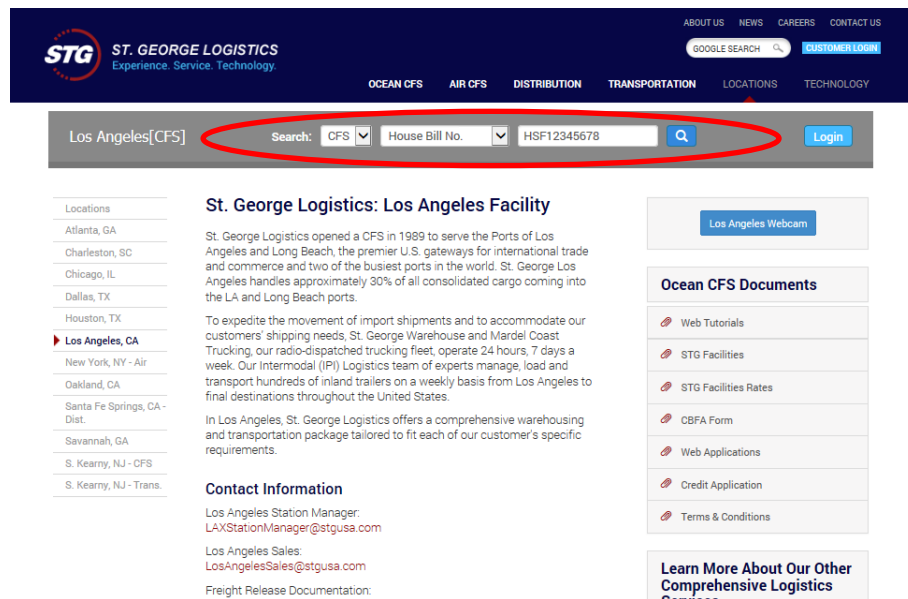 ABOUT US NEWS CAREERS CONTACT US
STG ST. GEORGE LOGISTICS
Experience. Service. Technology.
GOOGLE SEARCH CUSTOMER LOGIN
OCEAN CFS AIR CFS DISTRIBUTION TRANSPORTATION LOCATIONS TECHNOLOGY
Los Angeles[CFS] Search: CFS House Bill No. HSF12345678 Login
Locations
Atlanta, GA
Charleston, SC
Chicago, IL
Dallas, TX
Houston, TX
Los Angeles, CA
New York, NY - Air
Oakland, CA
Santa Fe Springs, CA -
Dist.
Savannah, GA
S. Kearny, NJ - CFS
S. Kearny, NJ - Trans.
St. George Logistics: Los Angeles Facility
St. George Logistics opened a CFS in 1989 to serve the Ports of Los
Angeles and Long Beach, the premier U.S. gateways for international trade
and commerce and two of the busiest ports in the world. St. George Los
Angeles handles approximately 30% of all consolidated cargo coming into
the LA and Long Beach ports.
To expedite the movement of import shipments and to accommodate our
customers' shipping needs, St. George Warehouse and Mardel Coast
Trucking, our radio-dispatched trucking fleet, operate 24 hours, 7 days a
week. Our Intermodal (IPI) Logistics team of experts manage, load and
transport hundreds of inland trailers on a weekly basis from Los Angeles to
final destinations throughout the United States.
In Los Angeles, St. George Logistics offers a comprehensive warehousing
and transportation package tailored to fit each of our customer's specific
requirements.
Contact Information
Los Angeles Station Manager:
LAXStationManager@stgusa.com
Los Angeles Sales:
LosAngelesSales@stgusa.com
Freight Release Documentation:
Los Angeles Webcam
Ocean CFS Documents
Web Tutorials
STG Facilities
STG Facilities Rates
CBFA Form
Web Applications
Credit Application
Terms & Conditions
Learn More About Our Other
Comprehensive Logistics
Services